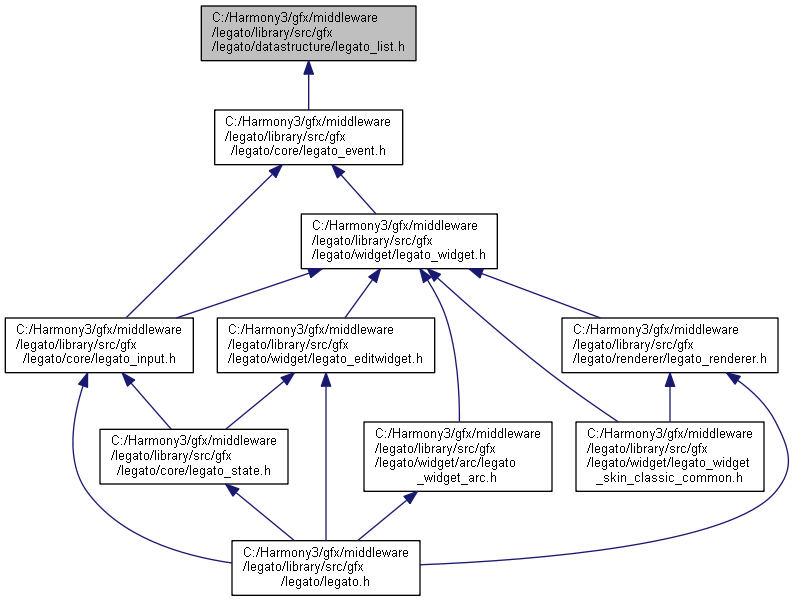 C:/Harmony3/gfx/middleware
/legato/library/src/gfx
/legato/datastructure/legato_list.h
C:/Harmony3/gfx/middleware
/legato/library/src/gfx
/legato/core/legato_event.h
C:/Harmony3/gfx/middleware
/legato/library/src/gfx
/legato/widget/legato_widget.h
C:/Harmony3/gfx/middleware
/legato/library/src/gfx
/legato/core/legato_input.h
C:/Harmony3/gfx/middleware
/legato/library/src/gfx
/legato/widget/legato_editwidget.h
C:/Harmony3/gfx/middleware
/legato/library/src/gfx
/legato/renderer/legato_renderer.h
C:/Harmony3/gfx/middleware
/legato/library/src/gfx
/legato/core/legato_state.h
C:/Harmony3/gfx/middleware
/legato/library/src/gfx
/legato/widget/arc/legato
_widget_arc.h
C:/Harmony3/gfx/middleware
/legato/library/src/gfx
/legato/widget/legato_widget
_skin_classic_common.h
C:/Harmony3/gfx/middleware
/legato/library/src/gfx
/legato/legato.h